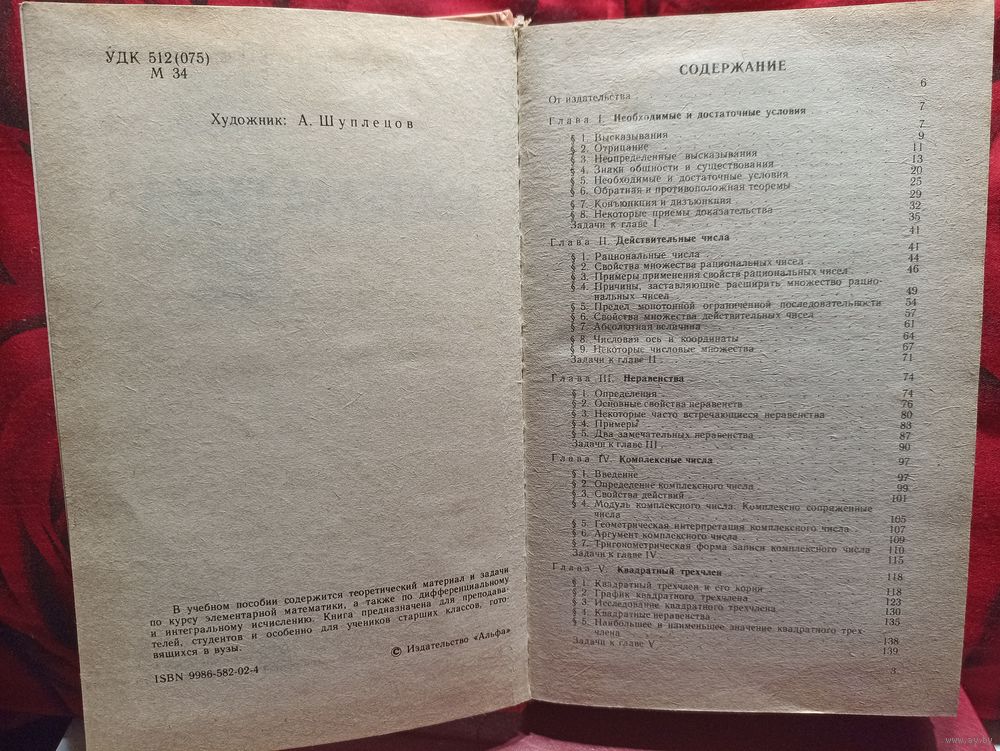 УДК 512(075)
М 34
Художник: А. Шуплецов
В учебном пособии содержится теоретический материал и задачи
по курсу элементарной математики, а также по дифференциальному
и интегральному исчислению. Книга предназначена для преподава-
телей, студентов и особенно для учеников старших классов, гото-
вящихся в вузы.
© Издательство «Альфа»
ISBN 9986-582-02-4
СОДЕРЖАНИЕ
От издательства 6
Глава I. Необходимые и достаточные условия 7
§ 1. Высказывания 7
§ 2. Отрицание 9
§ 3. Неопределенные высказывания 11
§ 4. Знаки общности и существования 13
§ 5. Необходимые и достаточные условия 20
§ 6. Обратная и противоположная теоремы 25
§ 7. Конъюнкция и дизъюнкция 29
§ 8. Некоторые приемы доказательства 32
Задачи к главе I 35
Глава II. Действительные числа 41
§ 1. Рациональные числа 41
§ 2. Свойства множества рациональных чисел 44
§ 3. Примеры применения свойств рациональных чисел 46
§ 4. Причины, заставляющие расширить множество рацио-
нальных чисел 49
§ 5. Предел монотонной ограниченной последовательности 54
§ 6. Свойства множества действительных чисел 57
§ 7. Абсолютная величина 61
§ 8. Числовая ось и координаты 64
§ 9. Некоторые числовые множества 67
Задачи к главе II 71
Глава III. Неравенства 74
§ 1. Определения 74
§ 2. Основные свойства неравенств 76
§ 3. Некоторые часто встречающиеся неравенства 80
§ 4. Примеры 83
§ 5. Два замечательных неравенства 87
Задачи к главе III 90
Глава IV. Комплексные числа 97
§ 1. Введение 97
§ 2. Определение комплексного числа 99
§ 3. Свойства действий 101
§ 4. Модуль комплексного числа. Комплексно сопряженные
числа 105
§ 5. Геометрическая интерпретация комплексного числа 107
§ 6. Аргумент комплексного числа 109
§ 7. Тригонометрическая форма записи комплексного числа 110
Задачи к главе IV 115
Глава V. Квадратный трехчлен 118
§ 1. Квадратный трехчлен и его корни 118
§ 2. График квадратного трехчлена 123
§ 3. Исследование квадратного трехчлена 130
§ 4. Квадратные неравенства 135
§ 5. Наибольшее и наименьшее значение квадратного трех-
члена 138
Задачи к главе V 139
3
www.ay.by